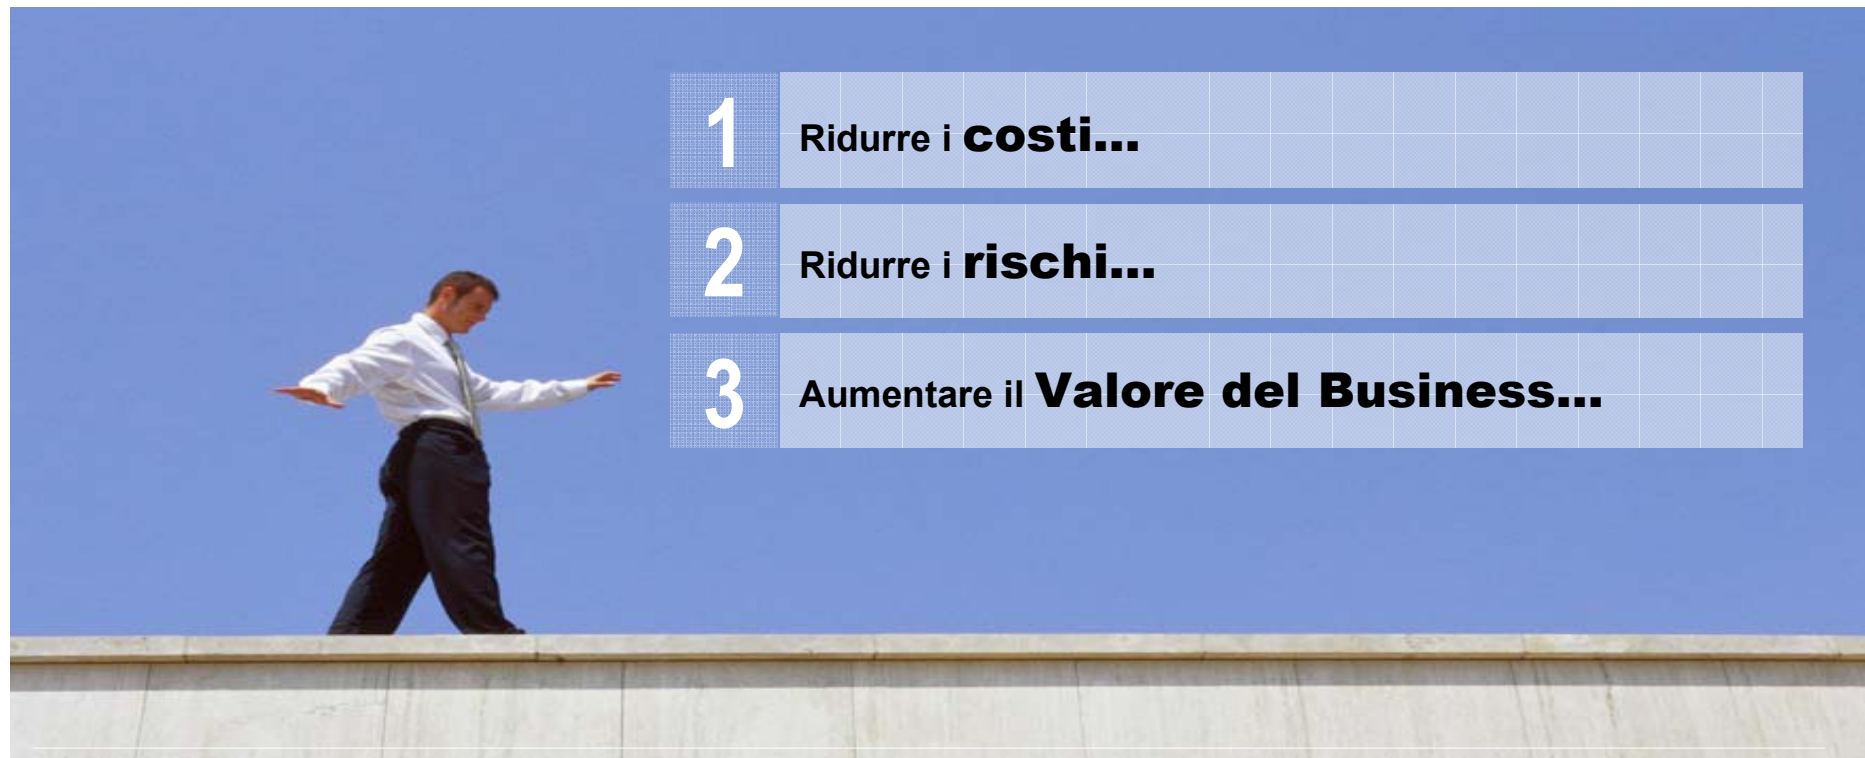 1
Ridurre i costi...
2
Ridurre i rischi...
3
Aumentare il Valore del Business...